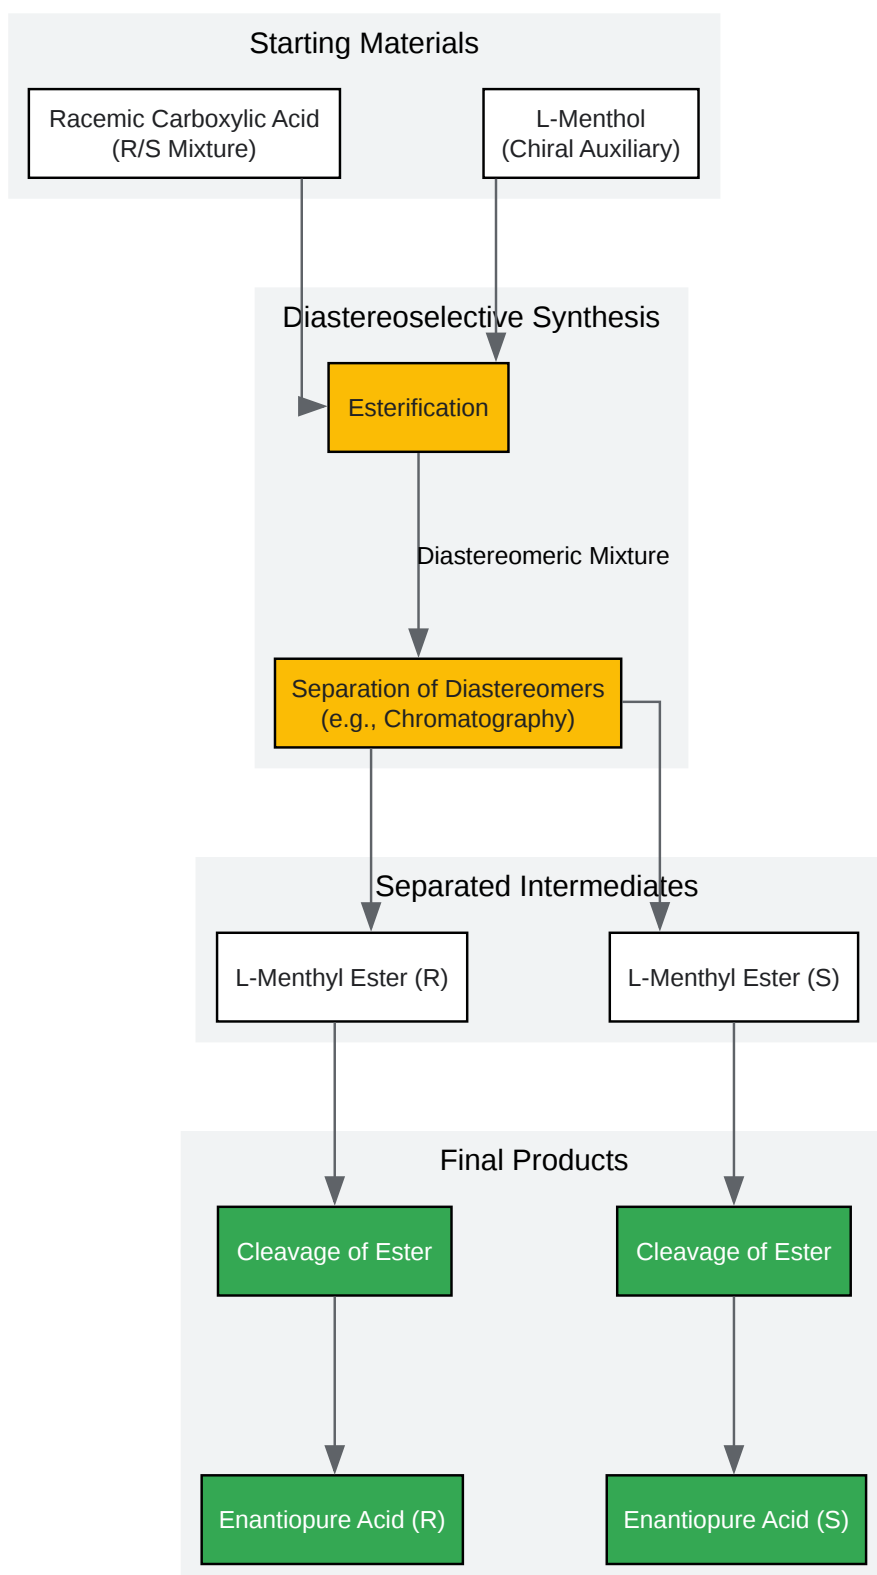 Starting Materials
Racemic Carboxylic Acid
(R/S Mixture)
L-Menthol
(Chiral Auxiliary)
Diastereoselective Synthesis
Esterification
Diastereomeric Mixture
Separation of Diastereomers
(e.g., Chromatography)
Separated Intermediates
L-Menthyl Ester (R)
L-Menthyl Ester (S)
Final Products
Cleavage of Ester
Cleavage of Ester
Enantiopure Acid (R)
Enantiopure Acid (S)